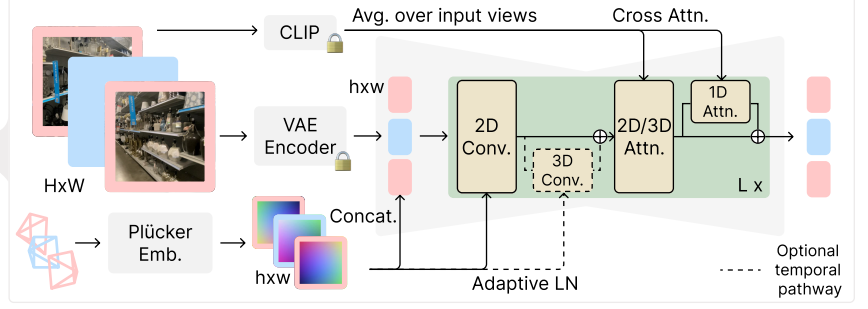 Avg. over input views
Cross Attn.
CLIP
hxw
1D
Attn.
VAE
Encoder
2D
Conv.
2D/3D
Attn.
3D
Conv.
HxW
L x
Plücker
Emb.
Concat.
hxw
Adaptive LN
Optional
temporal
pathway